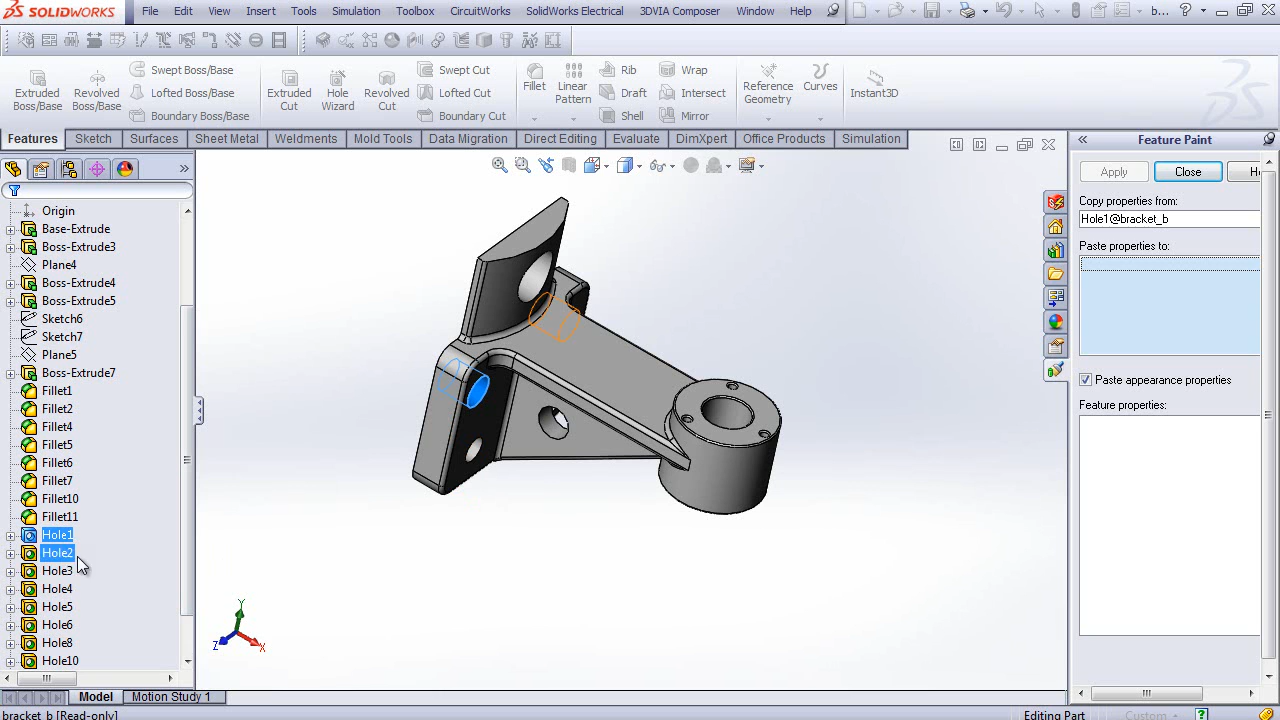 SOLIDWORKS File Edit View Insert Tools Simulation Toolbox CircuitWorks SolidWorks Electrical Window Help b... ?
Extruded Boss/Base
Revolved Boss/Base
Swept Boss/Base
Lofted Boss/Base
Boundary Boss/Base
Extruded Cut
Hole Wizard
Revolved Cut
Swept Cut
Lofted Cut
Boundary Cut
Fillet
Linear Pattern
Rib
Draft
Shell
Wrap
Intersect
Mirror
Reference Geometry
Curves
Instant3D
Features Sketch Surfaces Sheet Metal Weldments Mold Tools Data Migration Direct Editing Evaluate DimXpert Office Products Simulation
Origin
Base-Extrude
Boss-Extrude3
Plane4
Boss-Extrude4
Boss-Extrude5
Sketch6
Sketch7
Plane5
Boss-Extrude7
Fillet1
Fillet2
Fillet4
Fillet5
Fillet6
Fillet7
Fillet10
Fillet11
Hole1
Hole2
Hole3
Hole4
Hole5
Hole6
Hole8
Hole10
Y
Z
X
Feature Paint
Apply Close He
Copy properties from:
Hole1@bracket_b
Paste properties to:
Paste appearance properties
Feature properties:
Model Motion Study 1
bracket_b [Read-only] Editing Part Custom ?